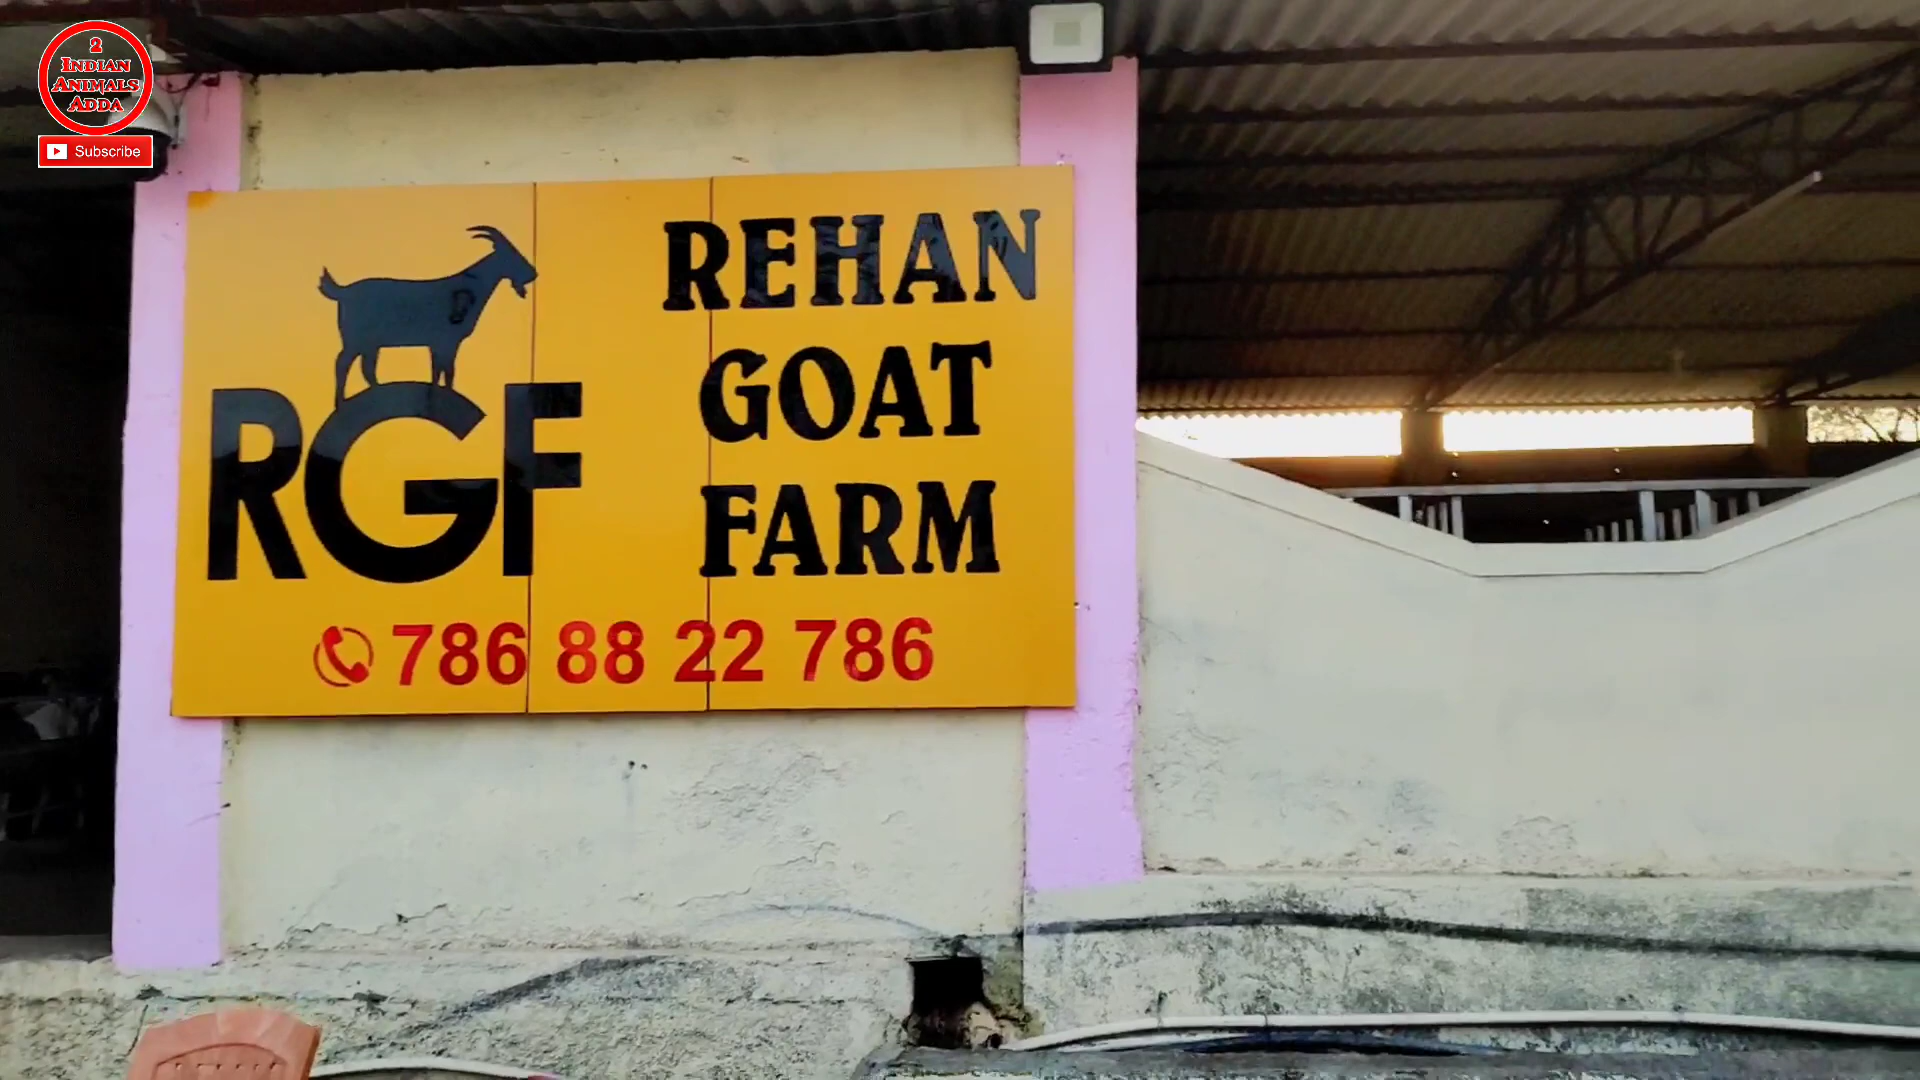 2
INDIAN
ANIMALS
ADDA
Subscribe
REHAN
GOAT
FARM
RGF
786 88 22 786